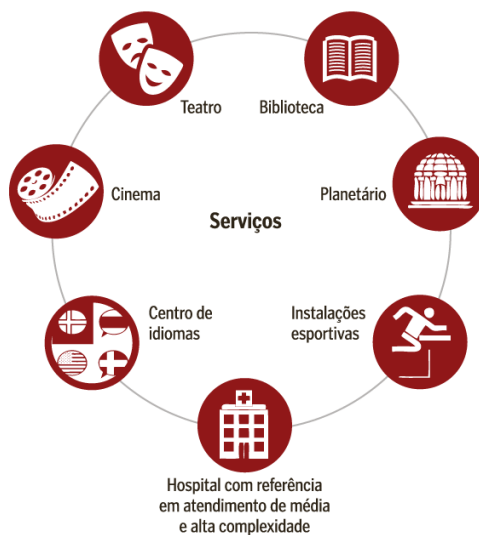 Teatro
Biblioteca
Cinema
Planetário
Serviços
Centro de
idiomas
Instalações
esportivas
Hospital com referência
em atendimento de média
e alta complexidade